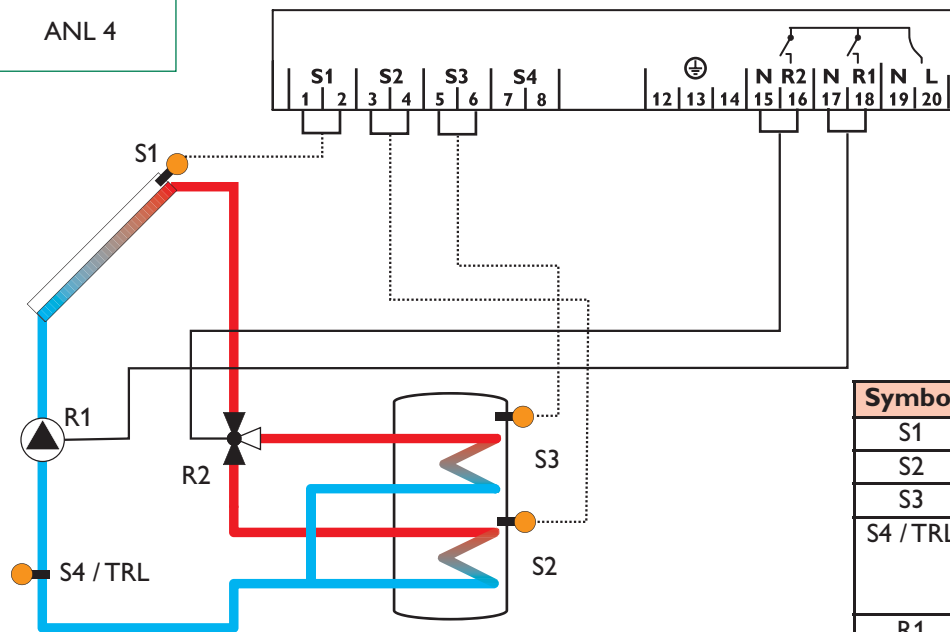 ANL 4
S1 S2 S3 S4 N R2 N R1 N L
1 2 3 4 5 6 7 8 12 13 14 15 16 17 18 19 20
S1
R1
R2
S3
S2
S4 / TRL
Symbo
S1
S2
S3
S4 / TRL
R1